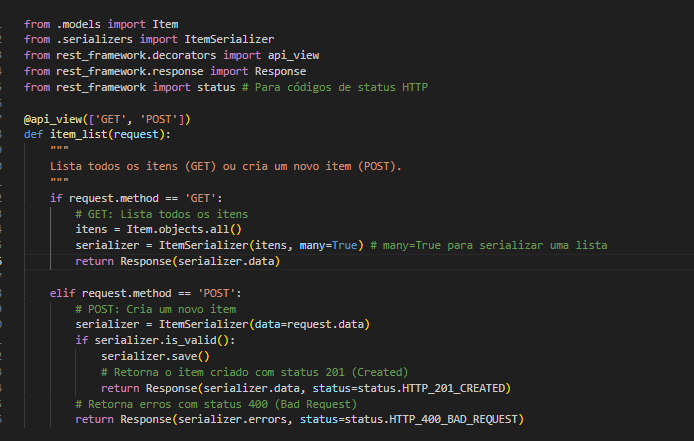 from .models import Item
from .serializers import ItemSerializer
from rest_framework.decorators import api_view
from rest_framework.response import Response
from rest_framework import status # Para códigos de status HTTP
@api_view(['GET', 'POST'])
def item_list(request):
"""
Lista todos os itens (GET) ou cria um novo item (POST).
"""
if request.method == 'GET':
# GET: Lista todos os itens
itens = Item.objects.all()
serializer = ItemSerializer(itens, many=True) # many=True para serializar uma lista
return Response(serializer.data)
elif request.method == 'POST':
# POST: Cria um novo item
serializer = ItemSerializer(data=request.data)
if serializer.is_valid():
serializer.save()
# Retorna o item criado com status 201 (Created)
return Response(serializer.data, status=status.HTTP_201_CREATED)
# Retorna erros com status 400 (Bad Request)
return Response(serializer.errors, status=status.HTTP_400_BAD_REQUEST)